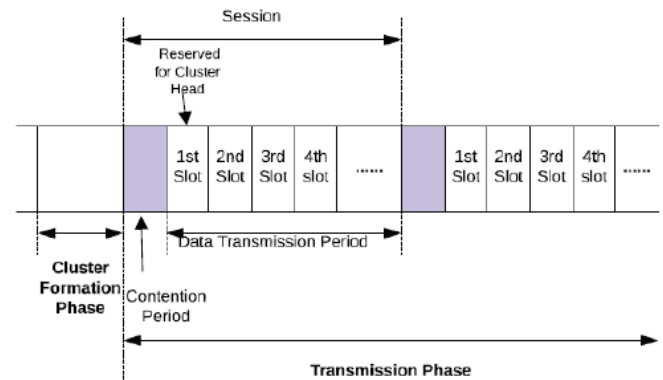 Session
Reserved
for Cluster
Head
1st
Slot
2nd
Slot
3rd
Slot
4th
slot
......
1st
Slot
2nd
Slot
3rd
Slot
4th
slot
......
Data Transmission Period
Cluster
Formation
Phase
Contention
Period
Transmission Phase